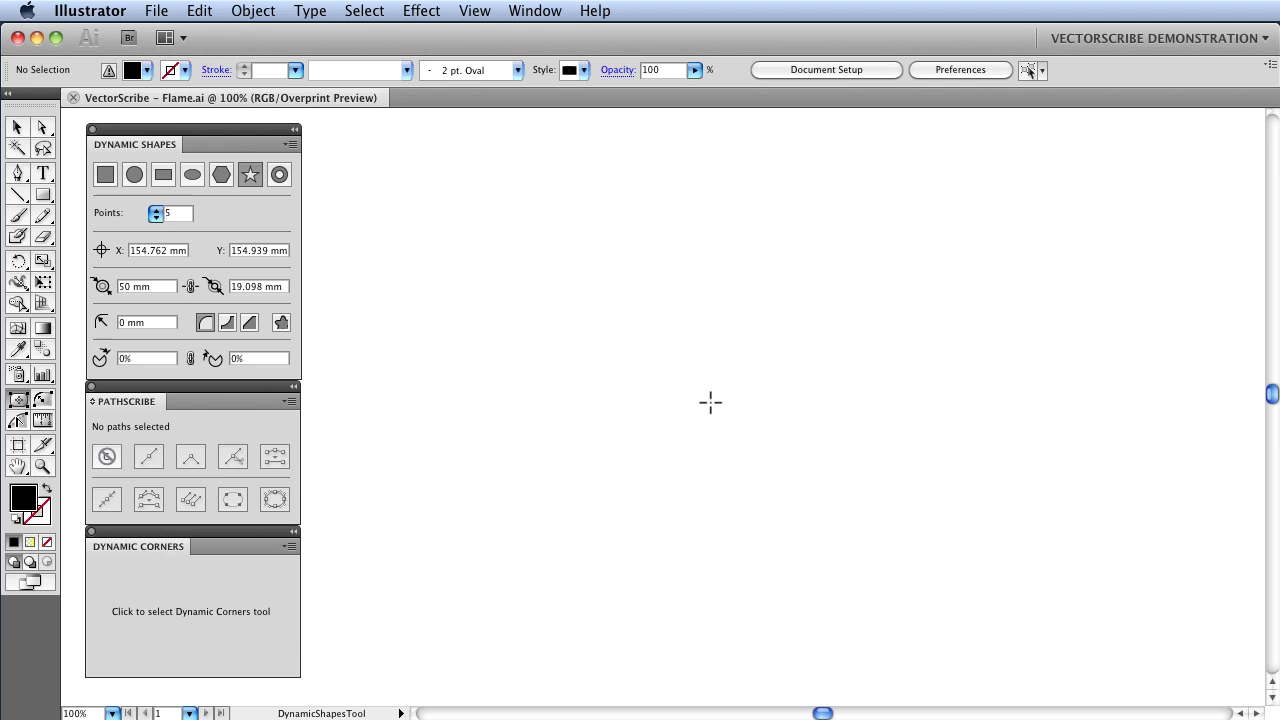 Illustrator File Edit Object Type Select Effect View Window Help
Ai Br VECTORSCRIBE DEMONSTRATION
No Selection Stroke: 2 pt. Oval Style: Opacity: 100 % Document Setup Preferences
VectorScribe - Flame.ai @ 100% (RGB/Overprint Preview)
DYNAMIC SHAPES
Points: 5
X: 154.762 mm Y: 154.939 mm
50 mm 19.098 mm
0 mm
0% 0%
PATHSCRIBE
No paths selected
DYNAMIC CORNERS
Click to select Dynamic Corners tool
T
100% 1 DynamicShapesTool